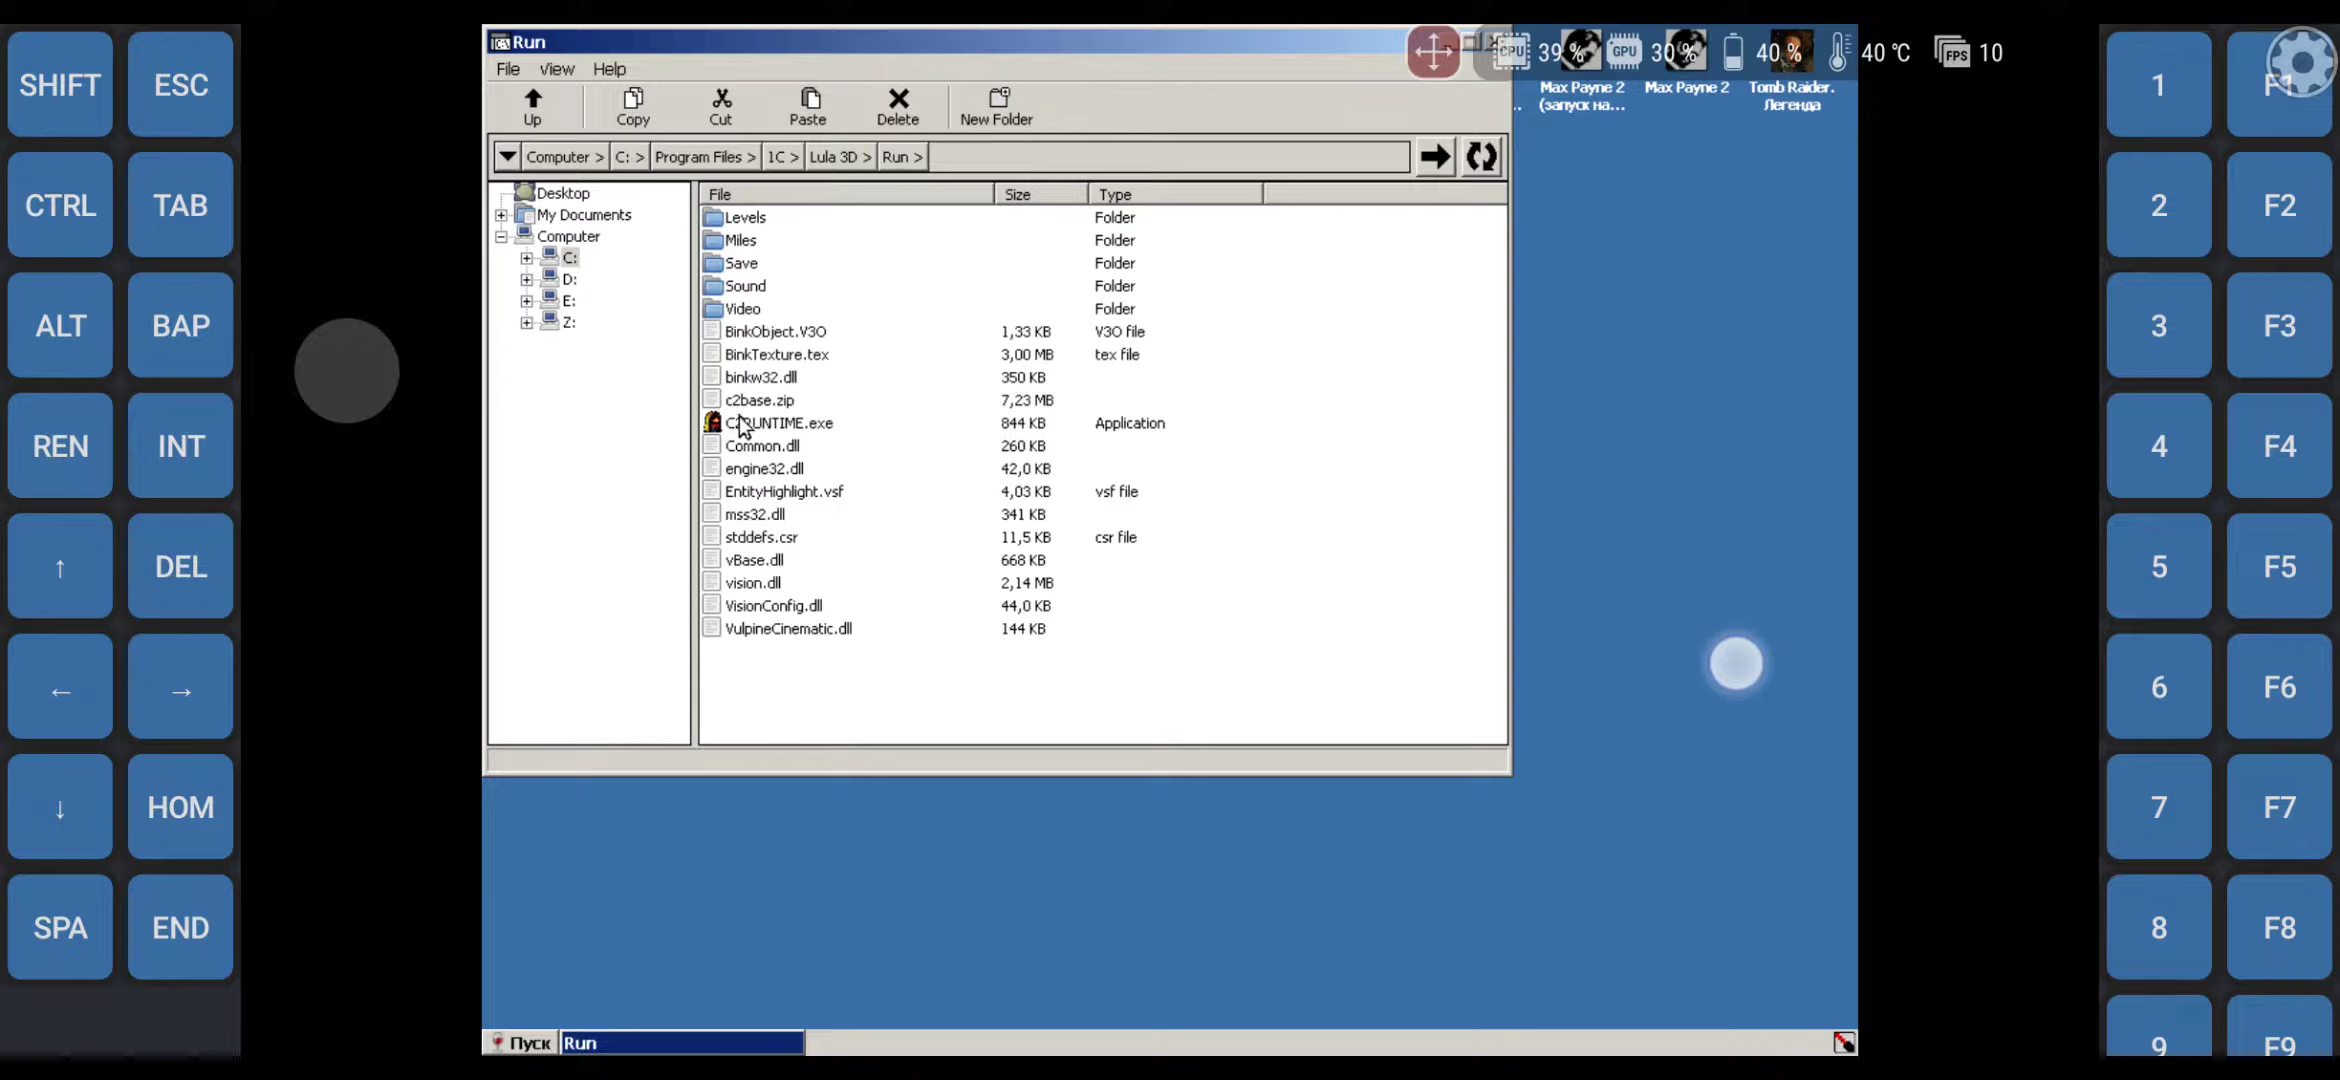 SHIFT ESC
CTRL TAB
ALT BAP
REN INT
↑ DEL
← →
↓ HOM
SPA END
Run
File View Help
Up Copy Cut Paste Delete New Folder
Computer > C: > Program Files > 1C > Lula 3D > Run >
Desktop
My Documents
Computer
C:
D:
E:
Z:
File Size Type
Levels Folder
Miles Folder
Save Folder
Sound Folder
Video Folder
BinkObject.V3O 1,33 KB V3O file
BinkTexture.tex 3,00 MB tex file
binkw32.dll 350 KB
c2base.zip 7,23 MB
C2RUNTIME.exe 844 KB Application
Common.dll 260 KB
engine32.dll 42,0 KB
EntityHighlight.vsf 4,03 KB vsf file
mss32.dll 341 KB
stddefs.csr 11,5 KB csr file
vBase.dll 668 KB
vision.dll 2,14 MB
VisionConfig.dll 44,0 KB
VulpineCinematic.dll 144 KB
CPU 39 % GPU 30 % 40 % 40 °C FPS 10
Max Payne 2 (запуск на...
Max Payne 2
Tomb Raider. Легенда
Пуск Run
1 F1
2 F2
3 F3
4 F4
5 F5
6 F6
7 F7
8 F8
9 F9